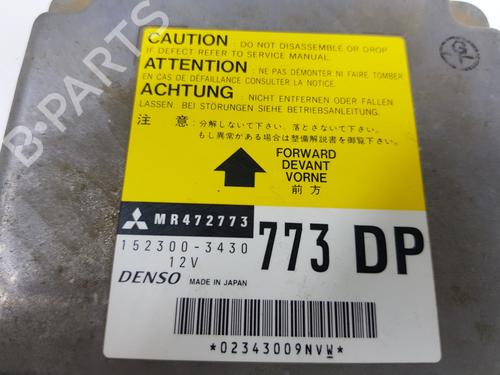 CAUTION : DO NOT DISASSEMBLE OR DROP.
IF DEFECT REFER TO SERVICE MANUAL.
ATTENTION : NE PAS DÉMONTER NI FAIRE TOMBER
EN CAS DE DÉFAILLANCE CONSULTER LA NOTICE.
ACHTUNG : NICHT ENTFERNEN ODER FALLEN
LASSEN. BEI STÖRUNGEN SIEHE BETRIEBSANLEITUNG.
注 意 : 分解しないて下さい。落とさないて下さい。
もし異常がある場合は整備解説書を御覧下さい。
FORWARD
DEVANT
VORNE
前 方
MR472773
152300-3430
12V
773 DP
DENSO MADE IN JAPAN
*02343009NVW*
B-PARTS